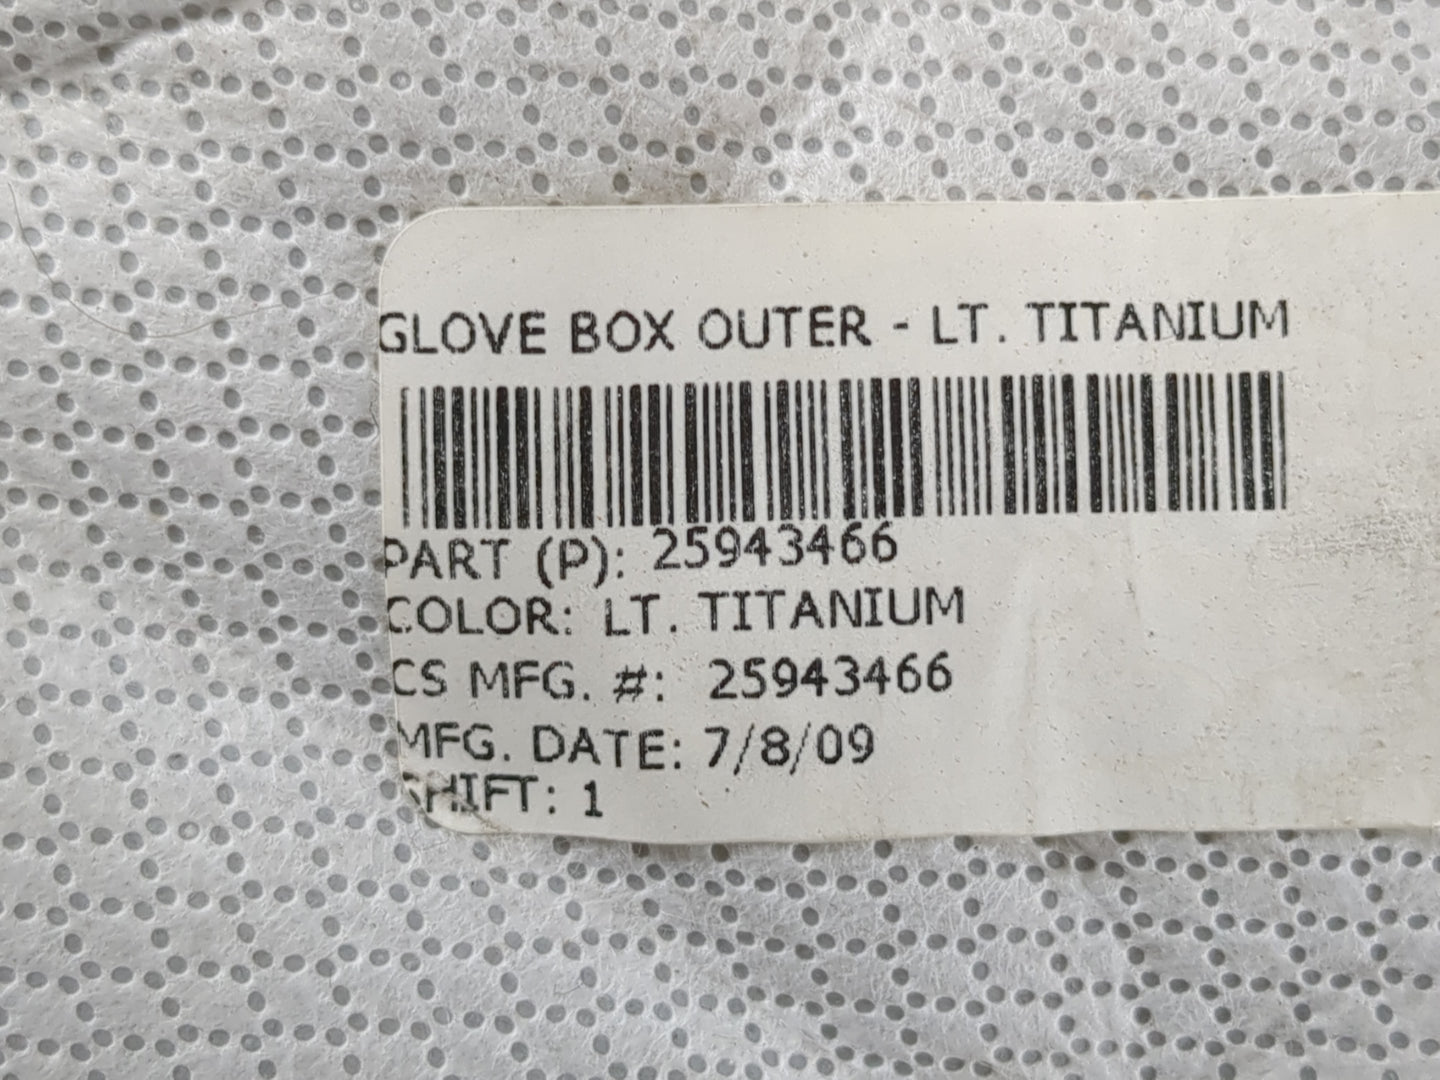 GLOVE BOX OUTER - LT. TITANIUM
PART (P): 25943466
COLOR: LT. TITANIUM
CS MFG. #: 25943466
MFG. DATE: 7/8/09
SHIFT: 1